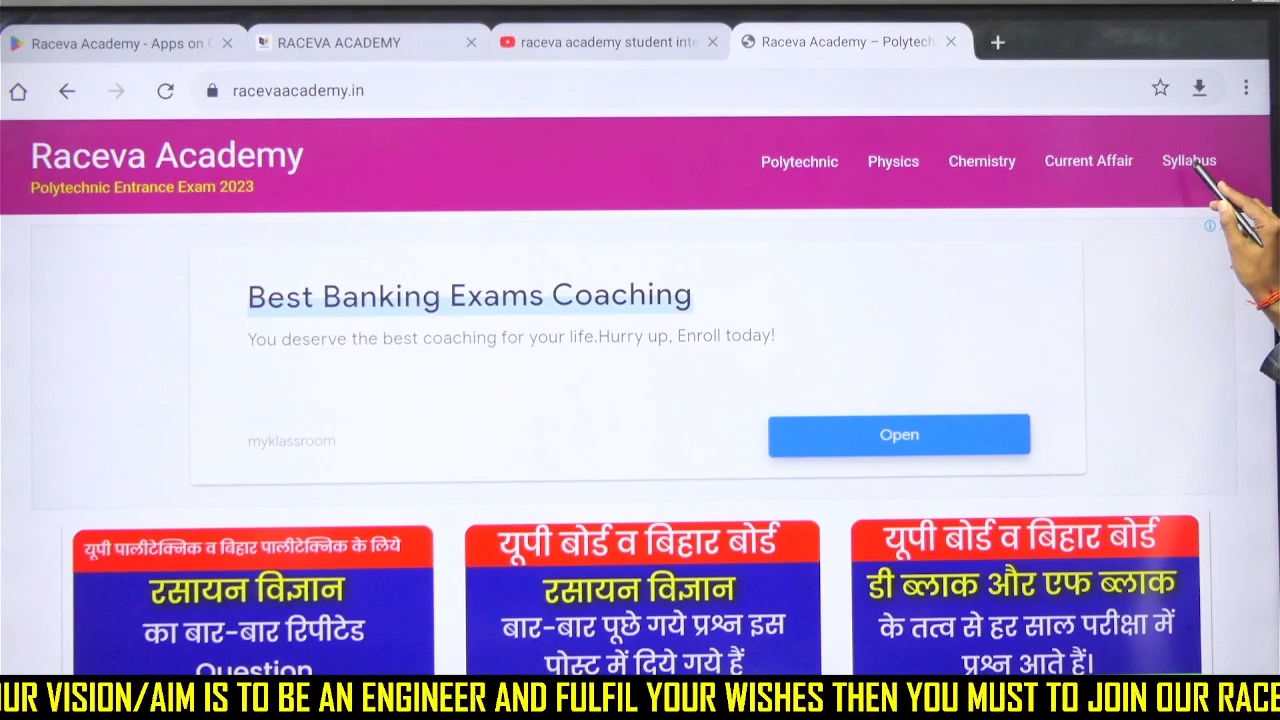 Raceva Academy - Apps on G
RACEVA ACADEMY
raceva academy student inte
Raceva Academy – Polytech
racevaacademy.in
Raceva Academy
Polytechnic Entrance Exam 2023
Polytechnic
Physics
Chemistry
Current Affair
Syllabus
Best Banking Exams Coaching
You deserve the best coaching for your life.Hurry up, Enroll today!
myklassroom
Open
यूपी पालीटेक्निक व बिहार पालीटेक्निक के लिये
रसायन विज्ञान
का बार-बार रिपीटेड
Question
यूपी बोर्ड व बिहार बोर्ड
रसायन विज्ञान
बार-बार पूछे गये प्रश्न इस
पोस्ट में दिये गये हैं
यूपी बोर्ड व बिहार बोर्ड
डी ब्लाक और एफ ब्लाक
के तत्व से हर साल परीक्षा में
प्रश्न आते हैं।
OUR VISION/AIM IS TO BE AN ENGINEER AND FULFIL YOUR WISHES THEN YOU MUST TO JOIN OUR RACE